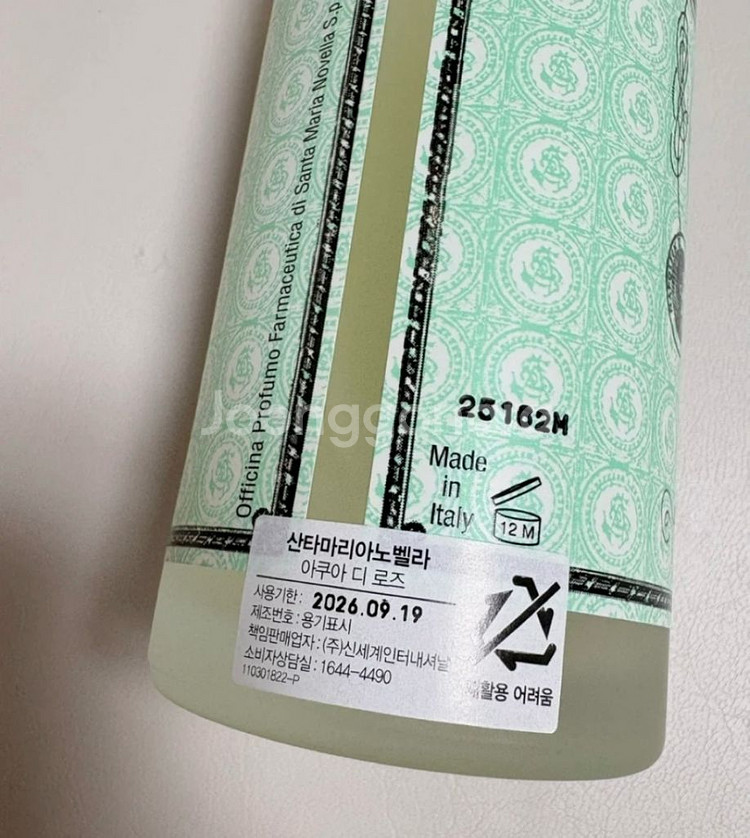 Officina Profumo Farmaceutica di Santa Maria Novella S.p
25162M
Made
in
Italy
12 M
산타마리아노벨라
아쿠아 디 로즈
사용기한 : 2026.09.19
제조번호 : 용기표시
책임판매업자 : (주)신세계인터내셔날
소비자상담실 : 1644-4490
110301822-P
재활용 어려움